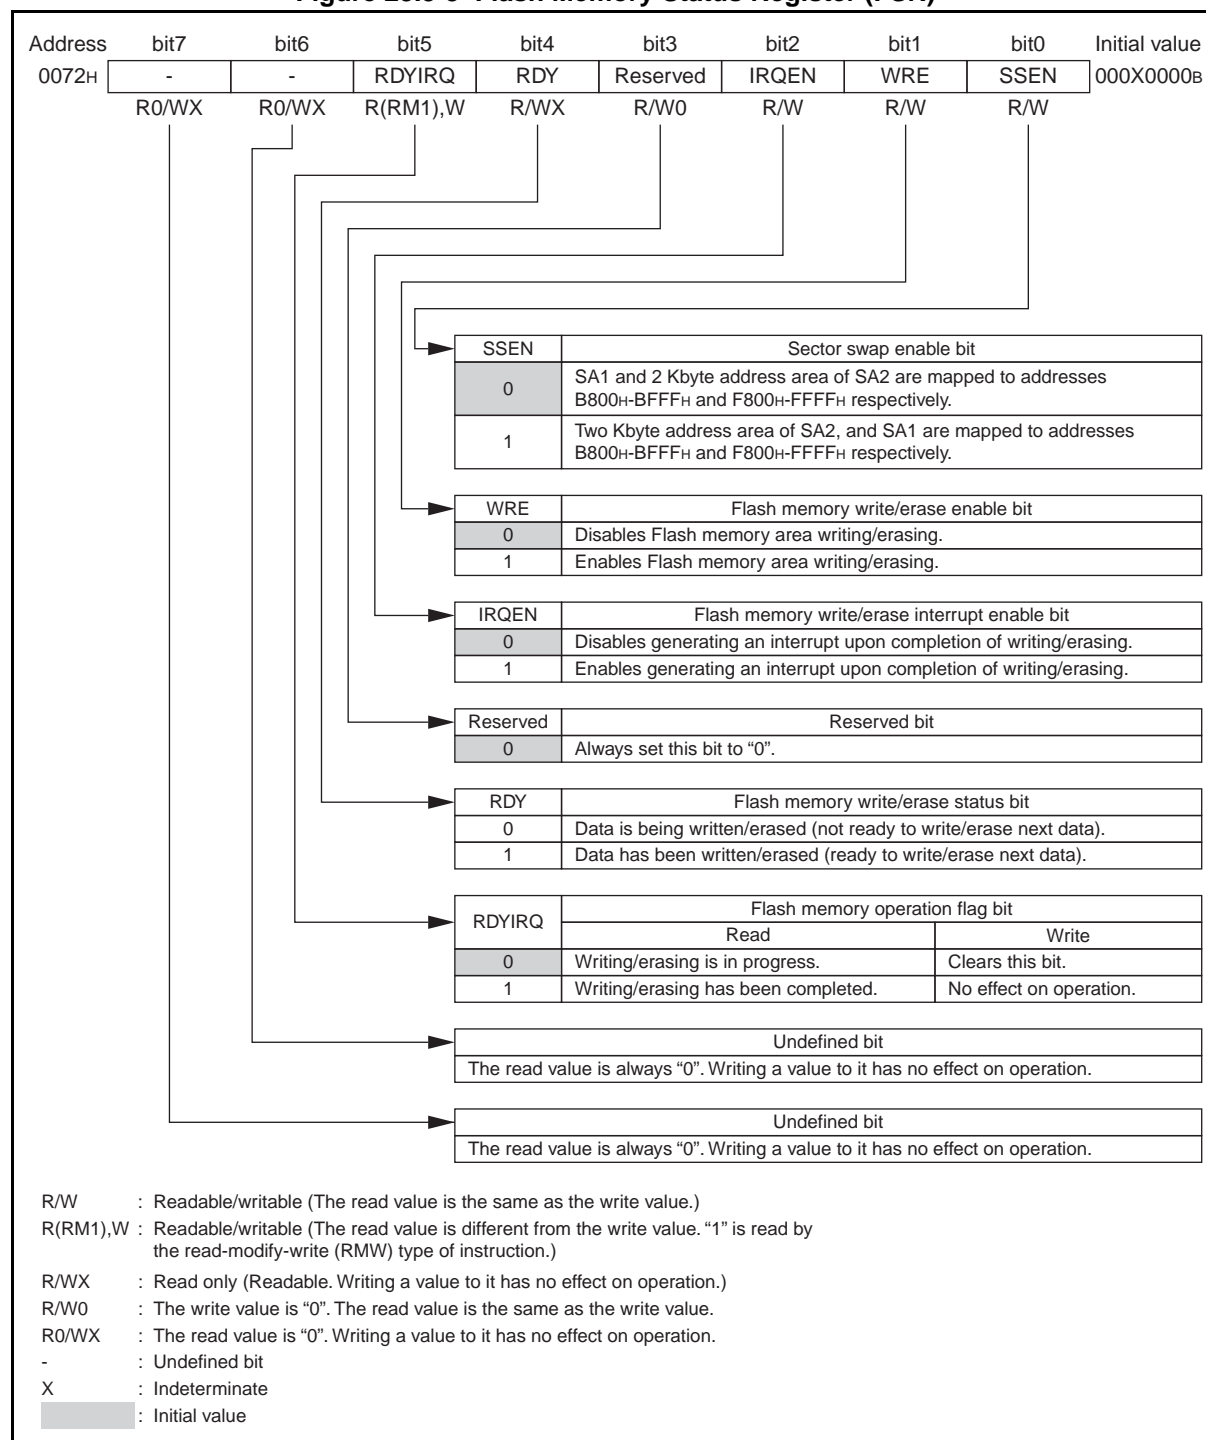 Address bit7 bit6 bit5 bit4 bit3 bit2 bit1 bit0 Initial value
0072H - - RDYIRQ RDY Reserved IRQEN WRE SSEN 000X0000B
R0/WX R0/WX R(RM1),W R/WX R/W0 R/W R/W R/W
SSEN Sector swap enable bit
0 SA1 and 2 Kbyte address area of SA2 are mapped to addresses
B800H-BFFFH and F800H-FFFFH respectively.
1 Two Kbyte address area of SA2, and SA1 are mapped to addresses
B800H-BFFFH and F800H-FFFFH respectively.
WRE Flash memory write/erase enable bit
0 Disables Flash memory area writing/erasing.
1 Enables Flash memory area writing/erasing.
IRQEN Flash memory write/erase interrupt enable bit
0 Disables generating an interrupt upon completion of writing/erasing.
1 Enables generating an interrupt upon completion of writing/erasing.
Reserved Reserved bit
0 Always set this bit to “0”.
RDY Flash memory write/erase status bit
0 Data is being written/erased (not ready to write/erase next data).
1 Data has been written/erased (ready to write/erase next data).
RDYIRQ Flash memory operation flag bit
Read Write
0 Writing/erasing is in progress. Clears this bit.
1 Writing/erasing has been completed. No effect on operation.
Undefined bit
The read value is always “0”. Writing a value to it has no effect on operation.
Undefined bit
The read value is always “0”. Writing a value to it has no effect on operation.
R/W : Readable/writable (The read value is the same as the write value.)
R(RM1),W : Readable/writable (The read value is different from the write value. “1” is read by
the read-modify-write (RMW) type of instruction.)
R/WX : Read only (Readable. Writing a value to it has no effect on operation.)
R/W0 : The write value is “0”. The read value is the same as the write value.
R0/WX : The read value is “0”. Writing a value to it has no effect on operation.
- : Undefined bit
X : Indeterminate
: Initial value